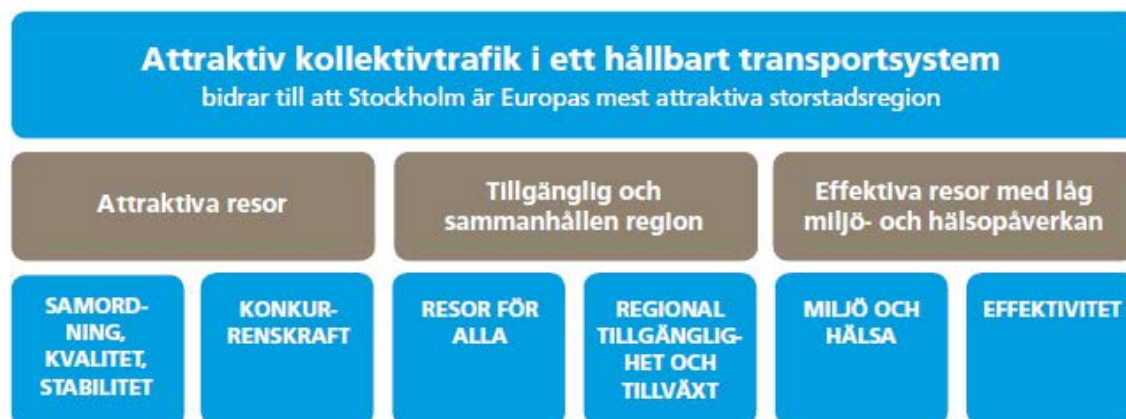 Attraktiv kollektivtrafik i ett hållbart transportsystem
bidrar till att Stockholm är Europas mest attraktiva storstadsregion
Attraktiva resor
Tillgänglig och
sammanhållen region
Effektiva resor med låg
miljö- och hälsopåverkan
SAMORD-
NING,
KVALITET,
STABILITET
KONKUR-
RENSKRAFT
RESOR FÖR
ALLA
REGIONAL
TILLGÄNGLIG-
HET OCH
TILLVÄXT
MILJÖ OCH
HÄLSA
EFFEKTIVITET